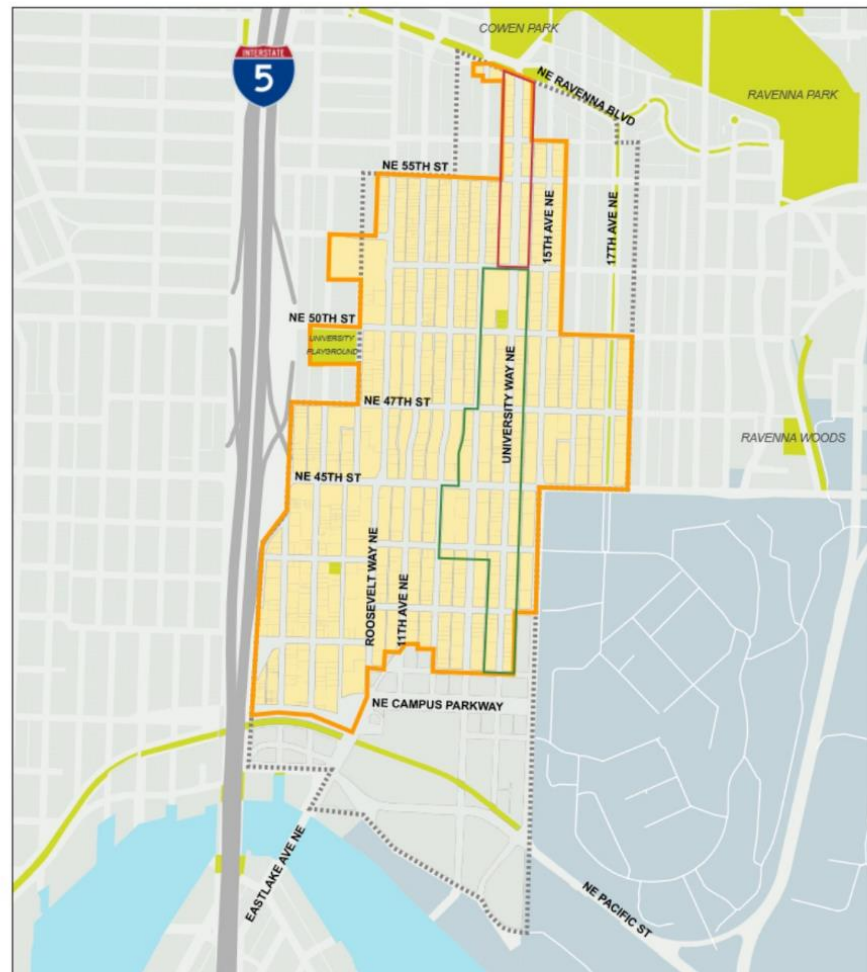 COWEN PARK
INTERSTATE
5
NE RAVENNA BLVD
RAVENNA PARK
NE 55TH ST
15TH AVE NE
17TH AVE NE
NE 50TH ST
UNIVERSITY
PLAYGROUND
UNIVERSITY WAY NE
NE 47TH ST
RAVENNA WOODS
NE 45TH ST
ROOSEVELT WAY NE
11TH AVE NE
NE CAMPUS PARKWAY
EASTLAKE AVE NE
NE PACIFIC ST